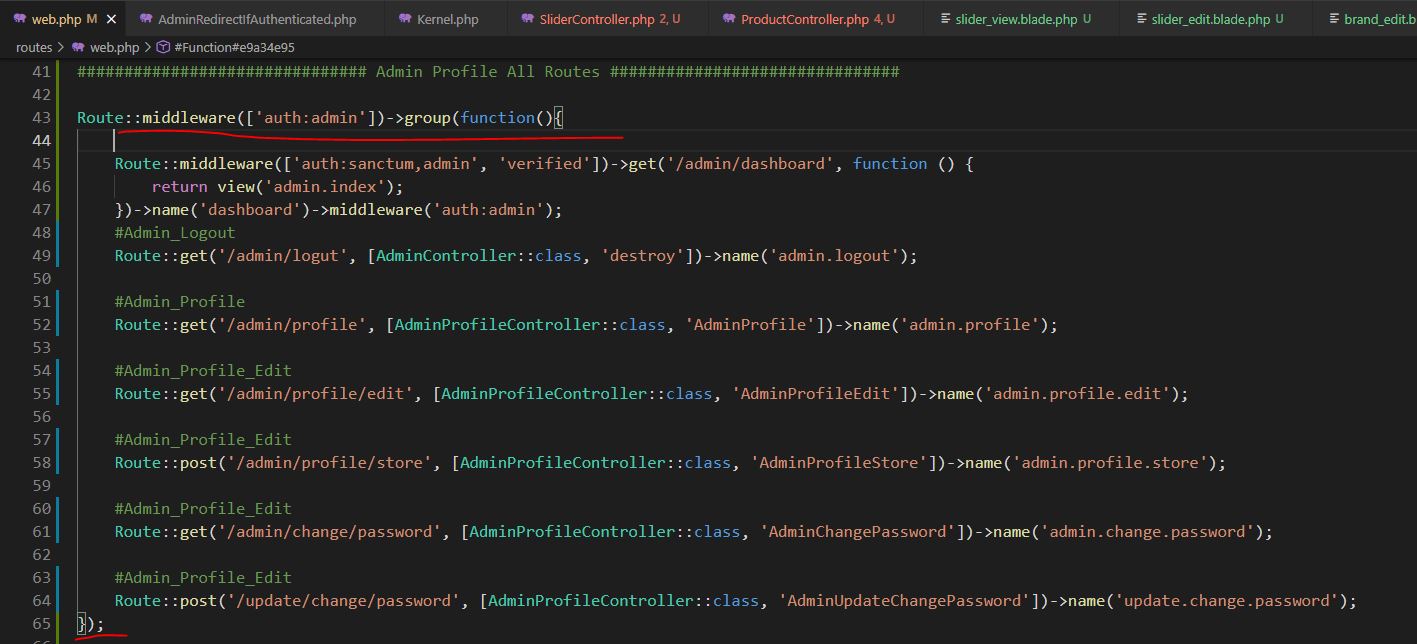 web.php M × AdminRedirectIfAuthenticated.php Kernel.php SliderController.php 2, U ProductController.php 4, U slider_view.blade.php U slider_edit.blade.php U brand_edit.b
routes > web.php > #Function#e9a34e95
41 ############################### Admin Profile All Routes ###############################
42
43 Route::middleware(['auth:admin'])->group(function(){
44
45     Route::middleware(['auth:sanctum,admin', 'verified'])->get('/admin/dashboard', function () {
46         return view('admin.index');
47     })->name('dashboard')->middleware('auth:admin');
48     #Admin_Logout
49     Route::get('/admin/logut', [AdminController::class, 'destroy'])->name('admin.logout');
50
51     #Admin_Profile
52     Route::get('/admin/profile', [AdminProfileController::class, 'AdminProfile'])->name('admin.profile');
53
54     #Admin_Profile_Edit
55     Route::get('/admin/profile/edit', [AdminProfileController::class, 'AdminProfileEdit'])->name('admin.profile.edit');
56
57     #Admin_Profile_Edit
58     Route::post('/admin/profile/store', [AdminProfileController::class, 'AdminProfileStore'])->name('admin.profile.store');
59
60     #Admin_Profile_Edit
61     Route::get('/admin/change/password', [AdminProfileController::class, 'AdminChangePassword'])->name('admin.change.password');
62
63     #Admin_Profile_Edit
64     Route::post('/update/change/password', [AdminProfileController::class, 'AdminUpdateChangePassword'])->name('update.change.password');
65 });